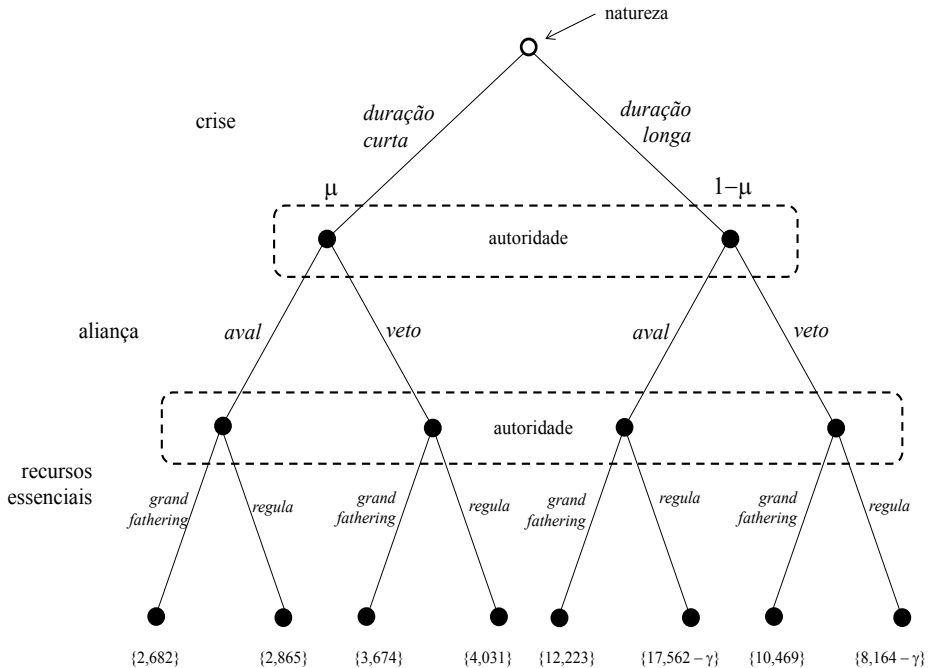 natureza
crise
duração
curta
duração
longa
μ
1–μ
autoridade
aliança
aval
veto
aval
veto
autoridade
recursos
essenciais
grand
fathering
regula
grand
fathering
regula
grand
fathering
regula
grand
fathering
regula
{2,682}
{2,865}
{3,674}
{4,031}
{12,223}
{17,562 – γ}
{10,469}
{8,164 – γ}